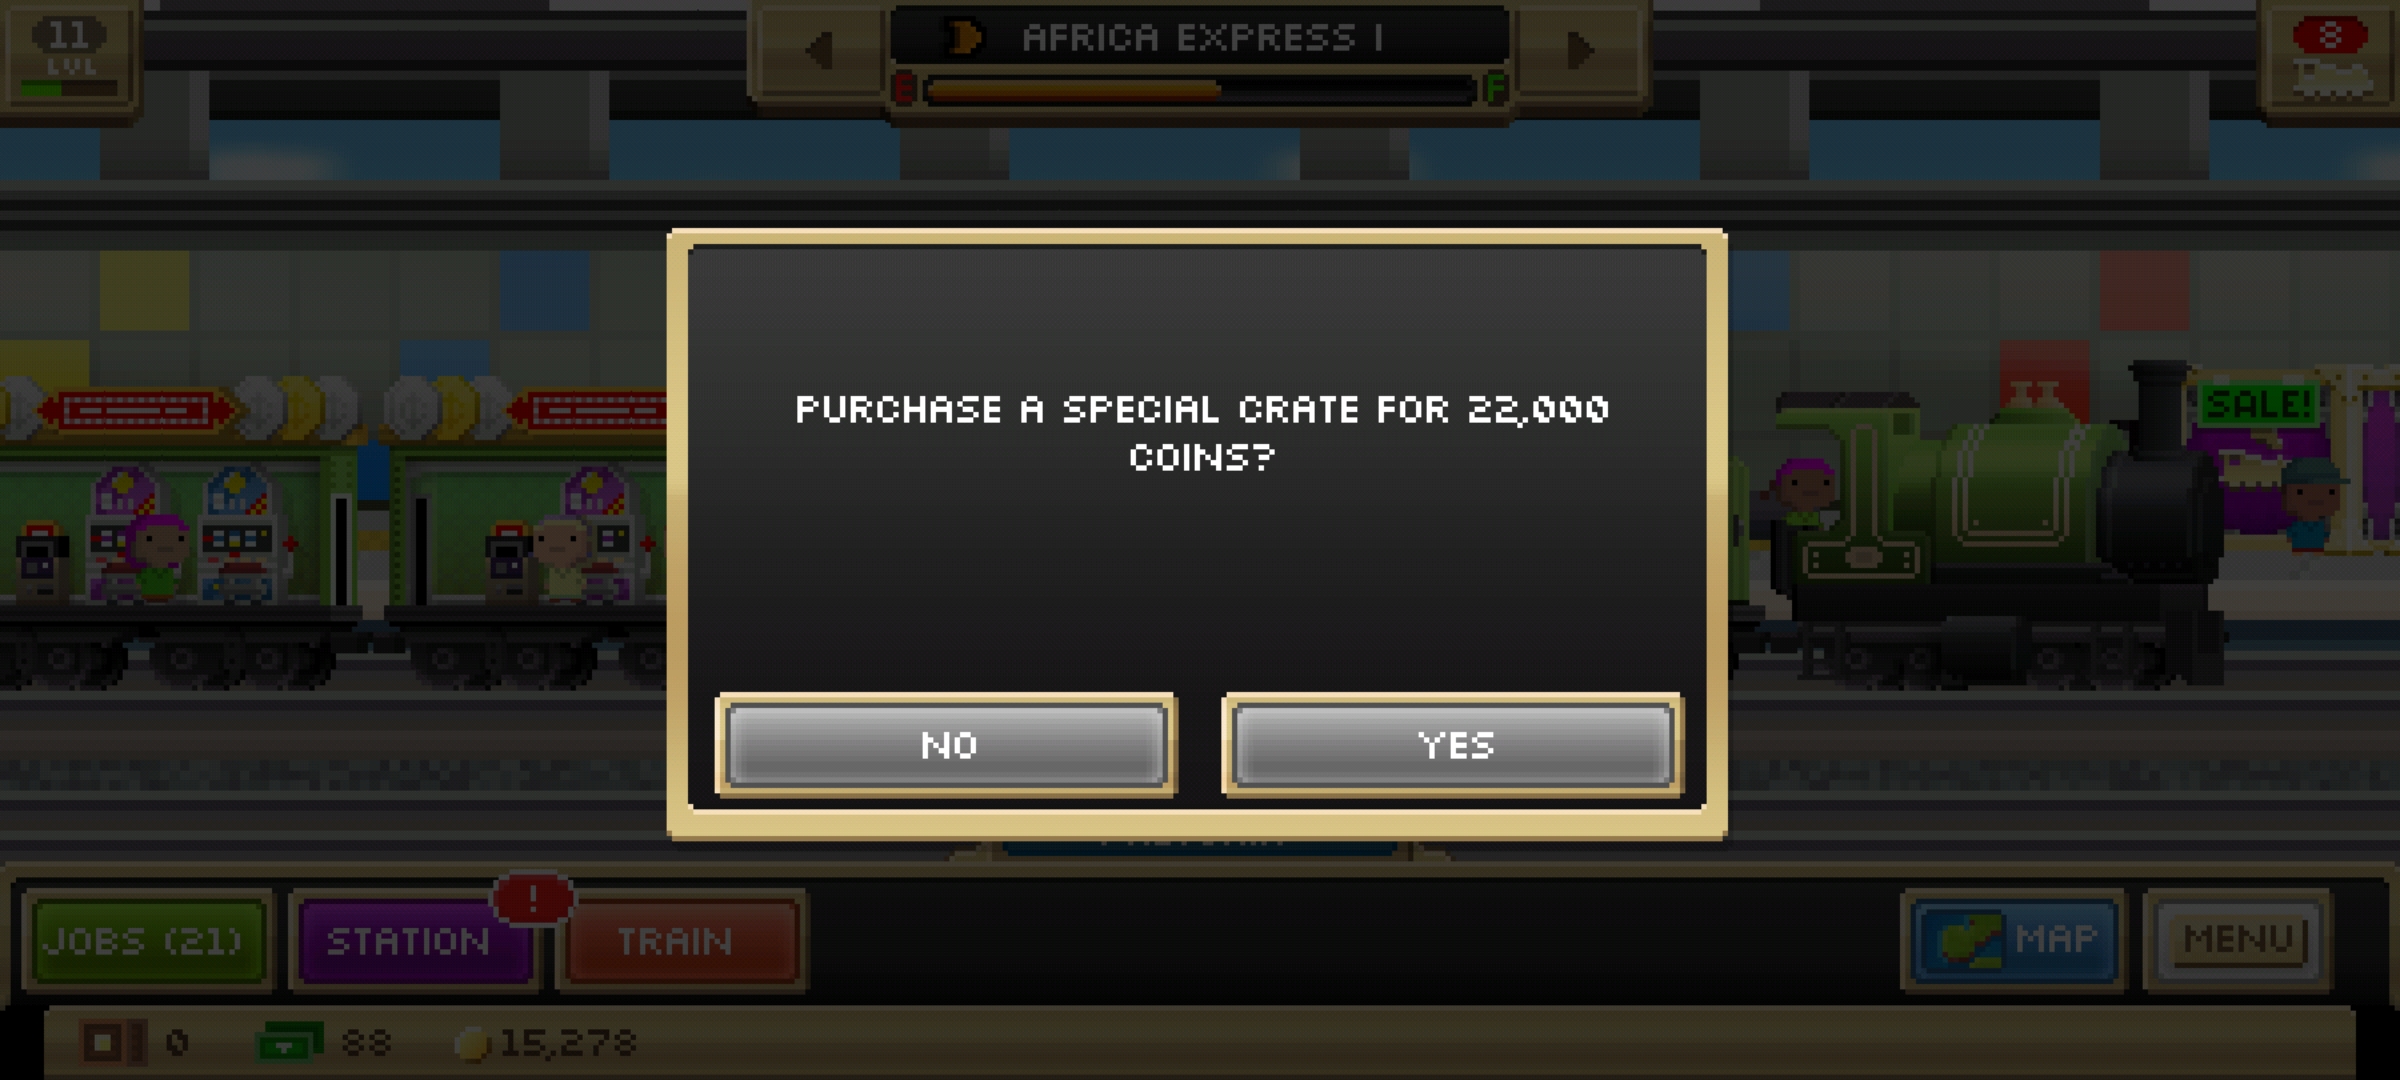 11
LVL
AFRICA EXPRESS I
E
F
8
SALE!
PURCHASE A SPECIAL CRATE FOR 22,000
COINS?
NO
YES
JOBS (21)
STATION
!
TRAIN
MAP
MENU
0
88
15,278